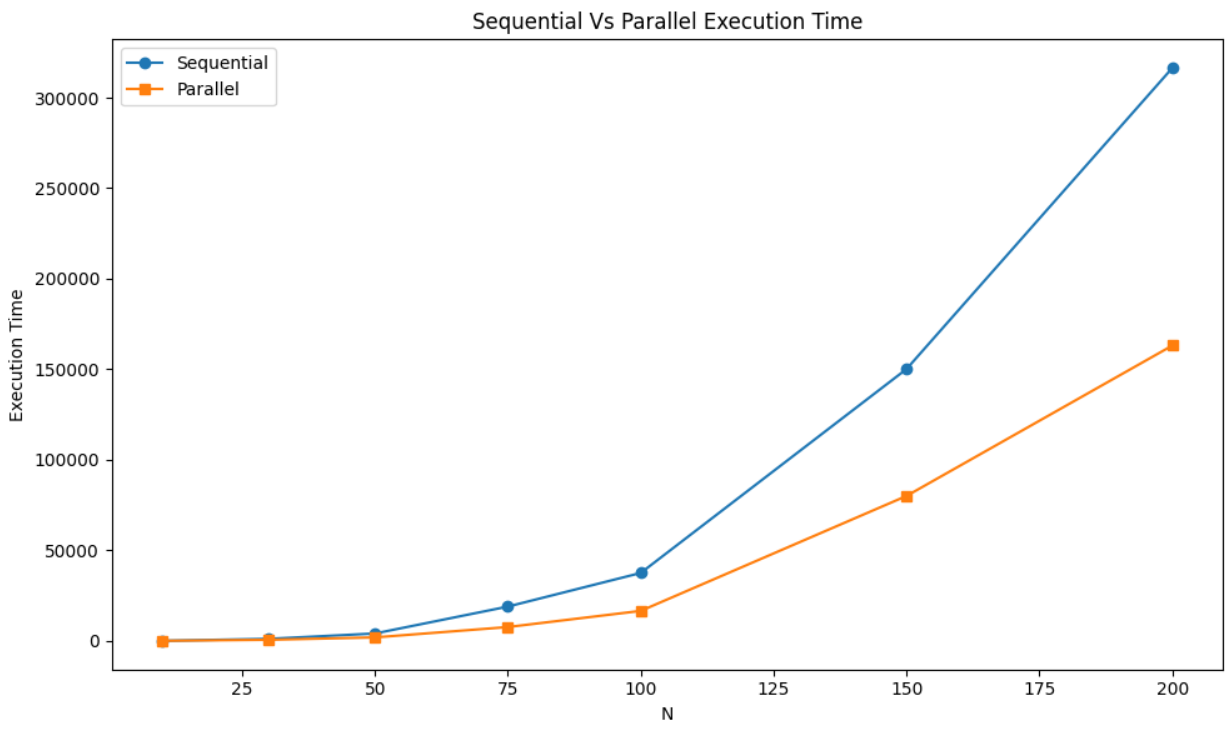 Sequential Vs Parallel Execution Time
Sequential
Parallel
300000
250000
200000
150000
100000
50000
0
Execution Time
25 50 75 100 125 150 175 200
N